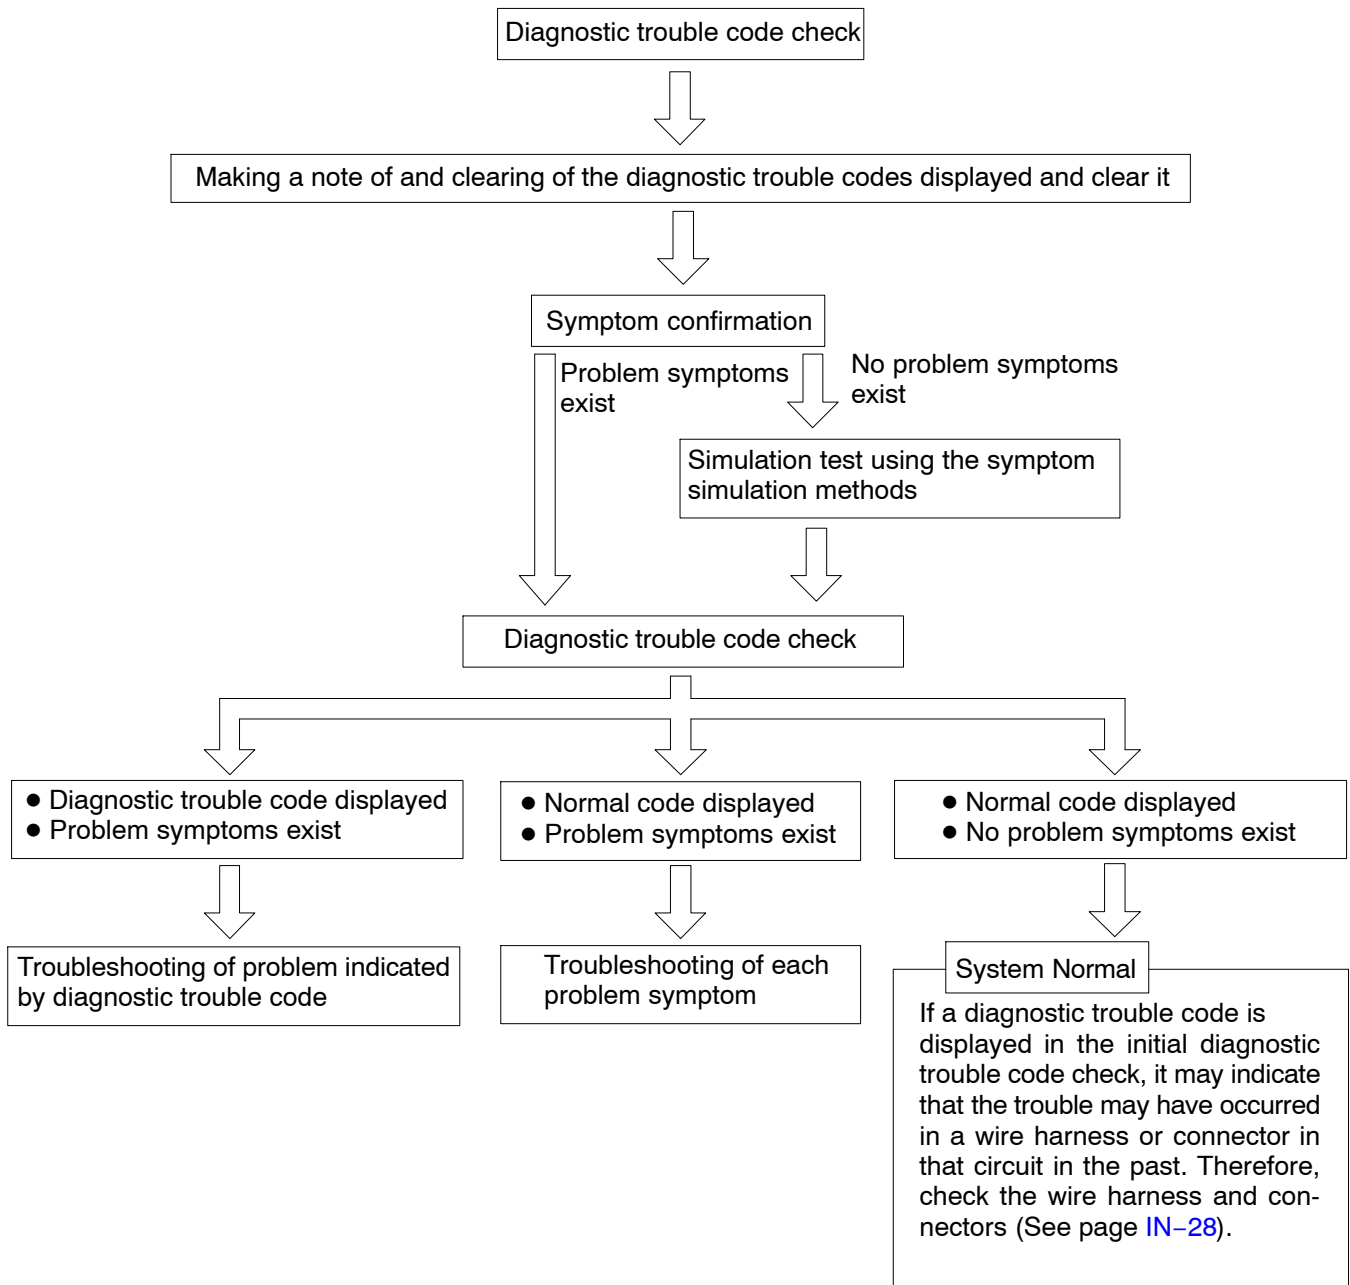 Diagnostic trouble code check
Making a note of and clearing of the diagnostic trouble codes displayed and clear it
Symptom confirmation
Problem symptoms
exist
No problem symptoms
exist
Simulation test using the symptom
simulation methods
Diagnostic trouble code check
● Diagnostic trouble code displayed
● Problem symptoms exist
● Normal code displayed
● Problem symptoms exist
● Normal code displayed
● No problem symptoms exist
Troubleshooting of problem indicated
by diagnostic trouble code
Troubleshooting of each
problem symptom
System Normal
If a diagnostic trouble code is
displayed in the initial diagnostic
trouble code check, it may indicate
that the trouble may have occurred
in a wire harness or connector in
that circuit in the past. Therefore,
check the wire harness and con-
nectors (See page IN−28).